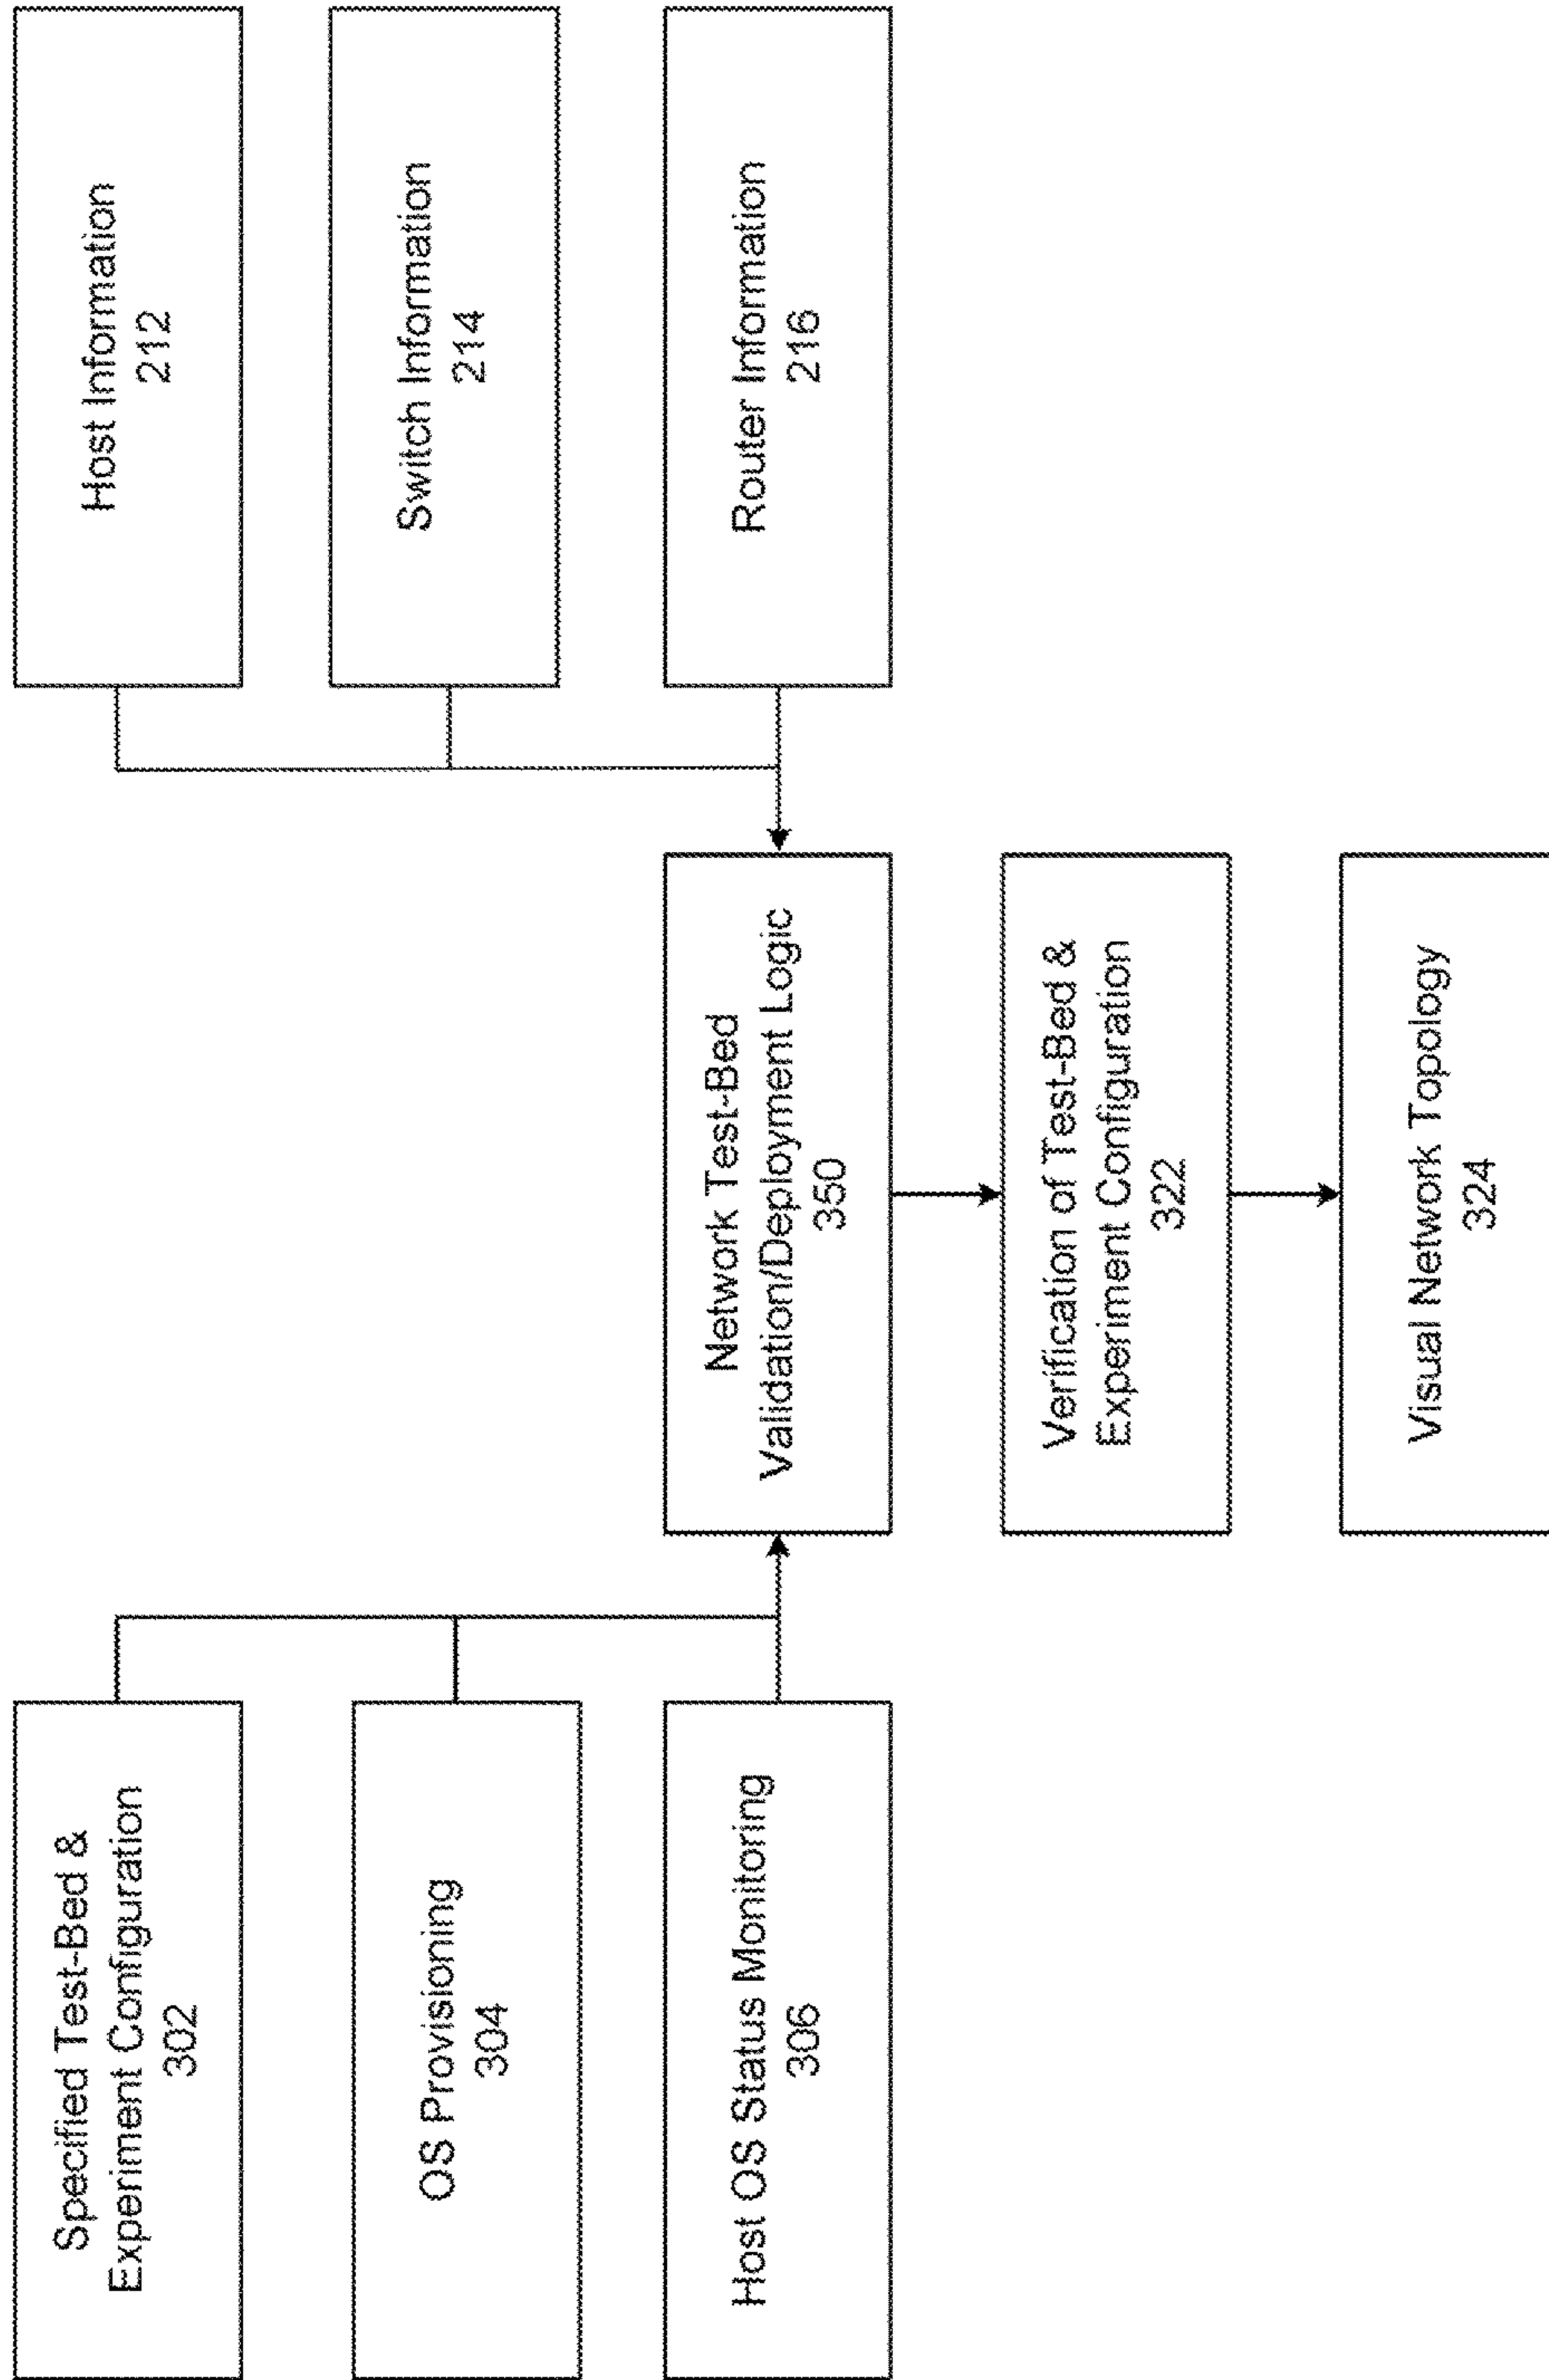 Specified Test-Bed &
Experiment Configuration
302
OS Provisioning
304
Host OS Status Monitoring
306
Network Test-Bed
Validation/Deployment Logic
350
Verification of Test-Bed &
Experiment Configuration
322
Visual Network Topology
324
Host Information
212
Switch Information
214
Router Information
216